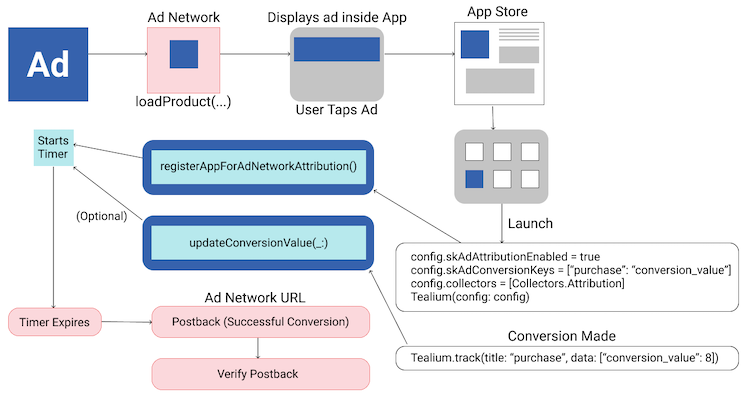 Ad
Ad Network
loadProduct(...)
Displays ad inside App
User Taps Ad
App Store
Launch
config.skAdAttributionEnabled = true
config.skAdConversionKeys = ["purchase": "conversion_value"]
config.collectors = [Collectors.Attribution]
Tealium(config: config)
Conversion Made
Tealium.track(title: "purchase", data: ["conversion_value": 8])
registerAppForAdNetworkAttribution()
updateConversionValue(_:)
Starts
Timer
(Optional)
Timer Expires
Ad Network URL
Postback (Successful Conversion)
Verify Postback